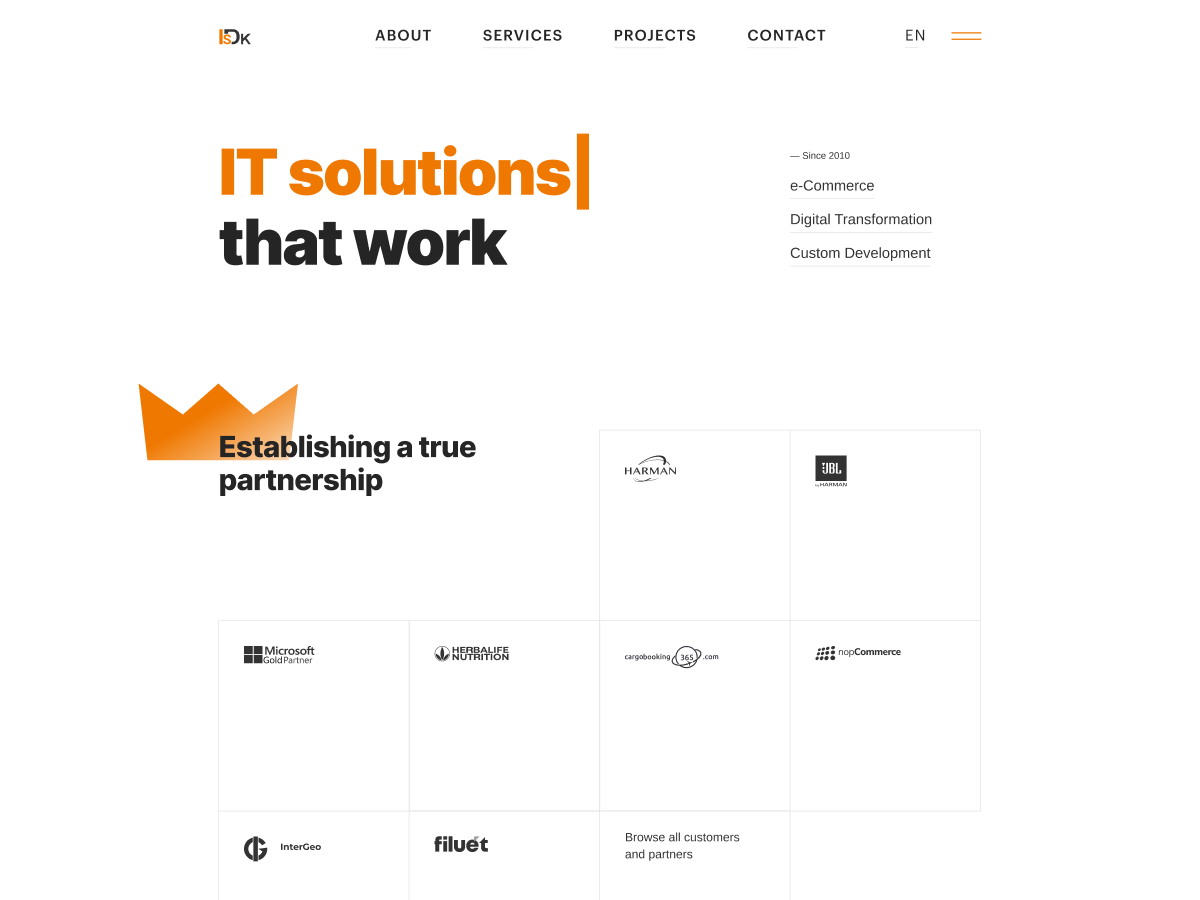 ISDK
ABOUT
SERVICES
PROJECTS
CONTACT
EN
IT solutions
that work
— Since 2010
e-Commerce
Digital Transformation
Custom Development
Establishing a true
partnership
HARMAN
JBL
by HARMAN
Microsoft
GoldPartner
HERBALIFE
NUTRITION
cargobooking 365 .com
nopCommerce
InterGeo
filuet
Browse all customers
and partners